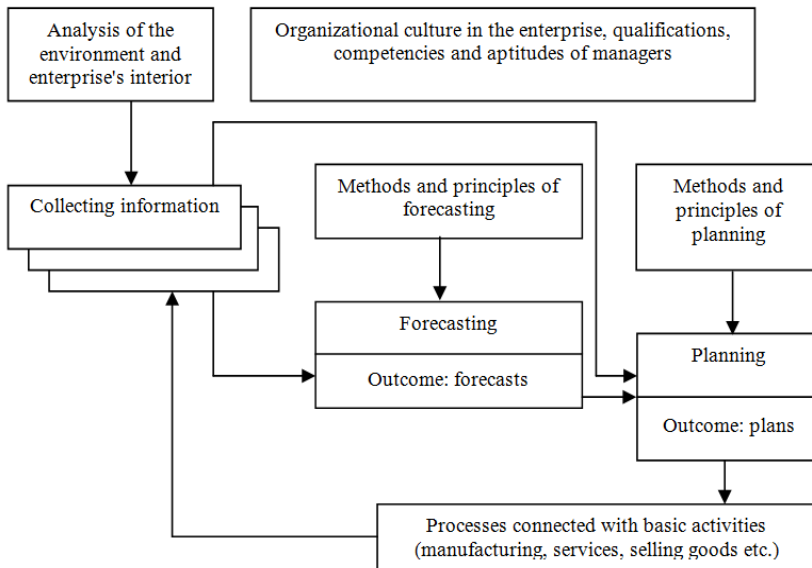 Analysis of the
environment and
enterprise's interior
Organizational culture in the enterprise, qualifications,
competencies and aptitudes of managers
Collecting information
Methods and principles of
forecasting
Methods and
principles of
planning
Forecasting
Outcome: forecasts
Planning
Outcome: plans
Processes connected with basic activities
(manufacturing, services, selling goods etc.)